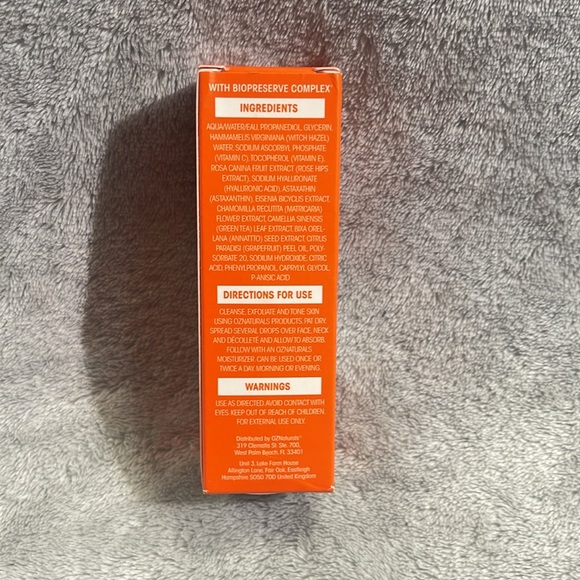 WITH BIOPRESERVE COMPLEX™
INGREDIENTS
AQUA/WATER/EAU, PROPANEDIOL, GLYCERIN,
HAMMAMELIS VIRGINIANA (WITCH HAZEL)
WATER, SODIUM ASCORBYL PHOSPHATE
(VITAMIN C), TOCOPHEROL (VITAMIN E),
ROSA CANINA FRUIT EXTRACT (ROSE HIPS
EXTRACT), SODIUM HYALURONATE
(HYALURONIC ACID), ASTAXATHIN
(ASTAXANTHIN), EISENIA BICYCLIS EXTRACT,
CHAMOMILLA RECUTITA (MATRICARIA)
FLOWER EXTRACT, CAMELLIA SINENSIS
(GREEN TEA) LEAF EXTRACT, BIXA OREL-
LANA (ANNATTO) SEED EXTRACT, CITRUS
PARADISI (GRAPEFRUIT) PEEL OIL, POLY-
SORBATE 20, SODIUM HYDROXIDE, CITRIC
ACID, PHENYLPROPANOL, CAPRYLYL GLYCOL,
P-ANISIC ACID
DIRECTIONS FOR USE
CLEANSE, EXFOLIATE AND TONE SKIN
USING OZNATURALS PRODUCTS. PAT DRY.
SPREAD SEVERAL DROPS OVER FACE, NECK
AND DÉCOLLETÉ AND ALLOW TO ABSORB.
FOLLOW WITH AN OZNATURALS
MOISTURIZER. CAN BE USED ONCE OR
TWICE A DAY, MORNING OR EVENING.
WARNINGS
USE AS DIRECTED. AVOID CONTACT WITH
EYES. KEEP OUT OF REACH OF CHILDREN.
FOR EXTERNAL USE ONLY.
Distributed by OZNaturals™
319 Clematis St. Ste. 700,
West Palm Beach, FL 33401
Unit 3, Lake Farm House
Allington Lane, Fair Oak, Eastleigh
Hampshire SO50 7DD United Kingdom